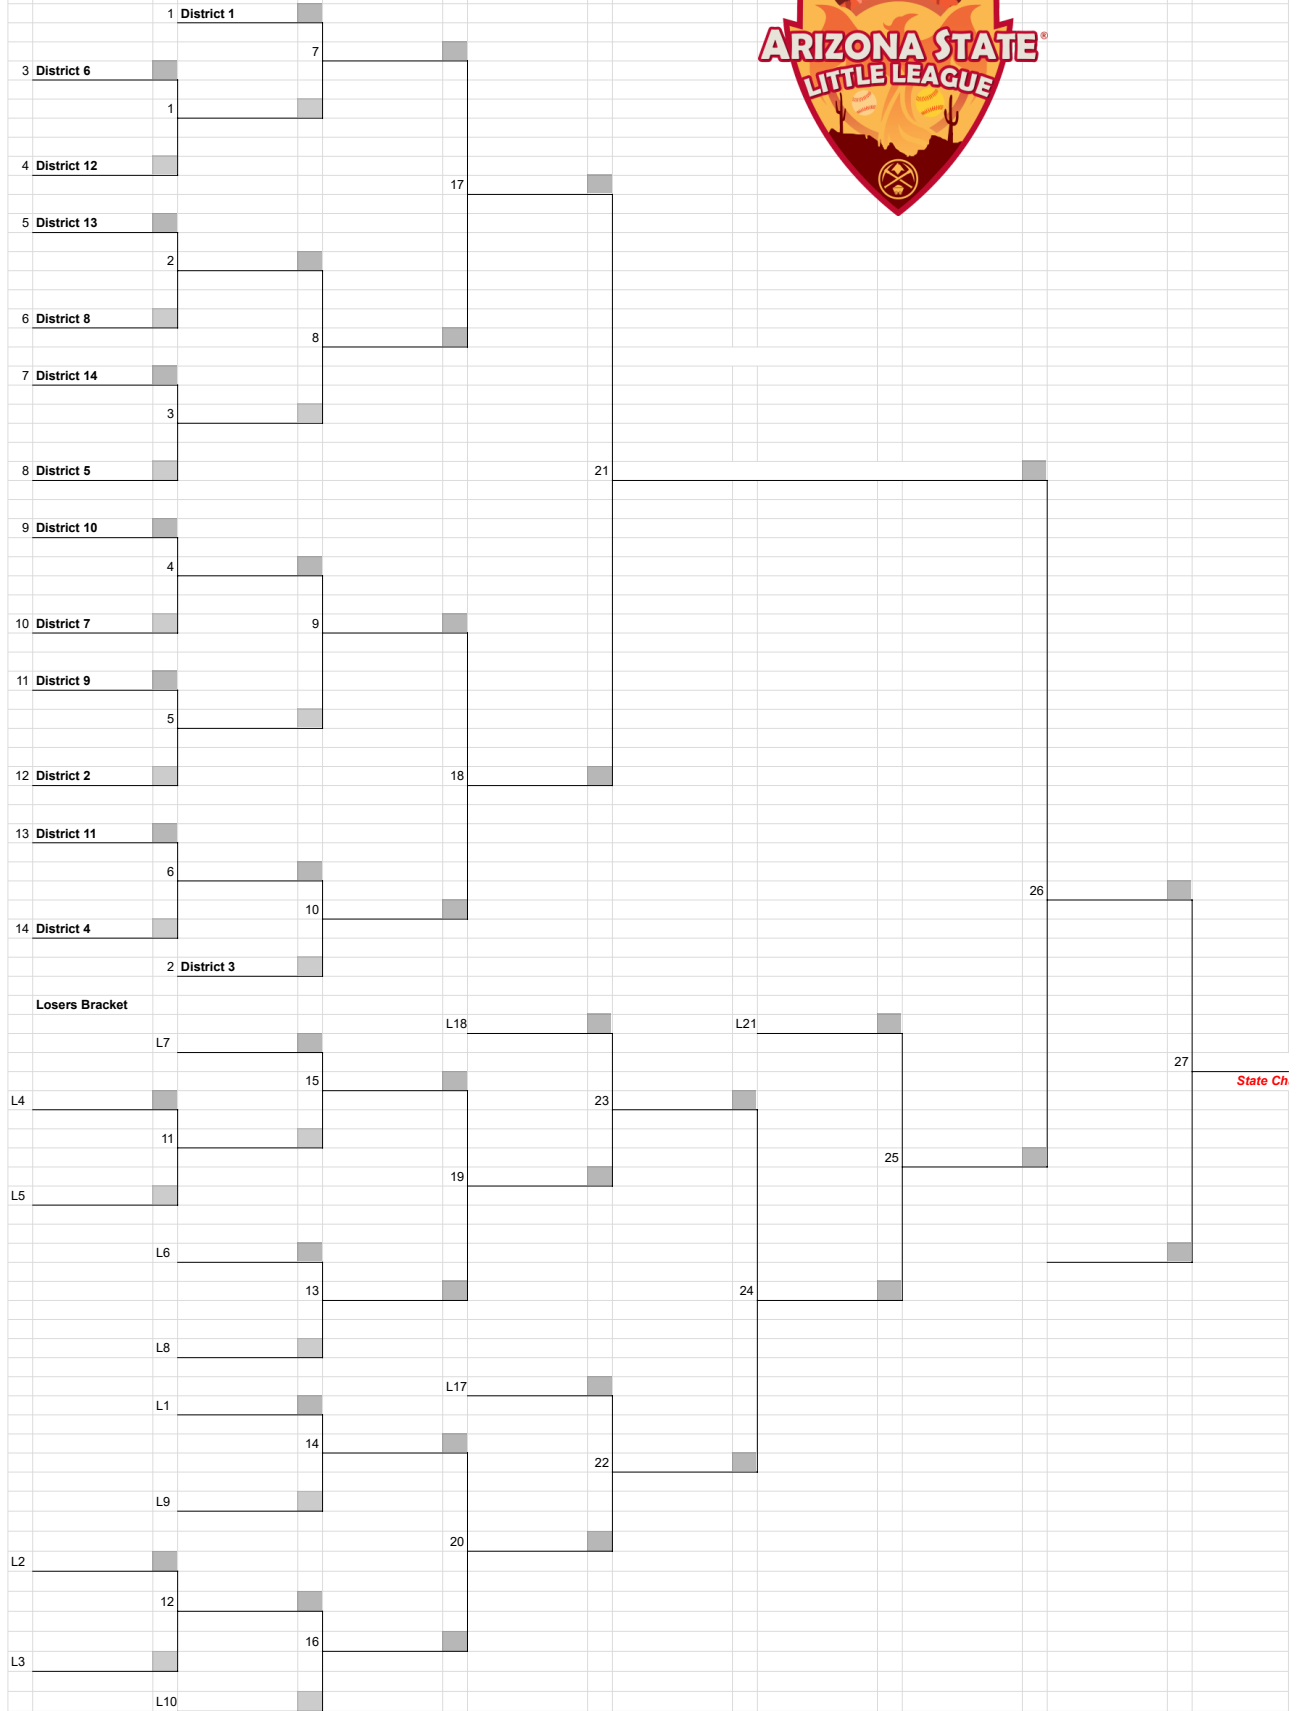 1 District 1
ARIZONA STATE®
LITTLE LEAGUE
7
3 District 6
1
4 District 12
17
5 District 13
2
6 District 8
8
7 District 14
3
8 District 5
21
9 District 10
4
10 District 7
9
11 District 9
5
12 District 2
18
13 District 11
6
26
10
14 District 4
2 District 3
Losers Bracket
L18
L21
L7
27
15
State Ch
L4
23
11
25
19
L5
L6
13
24
L8
L17
L1
14
22
L9
20
L2
12
16
L3
L10